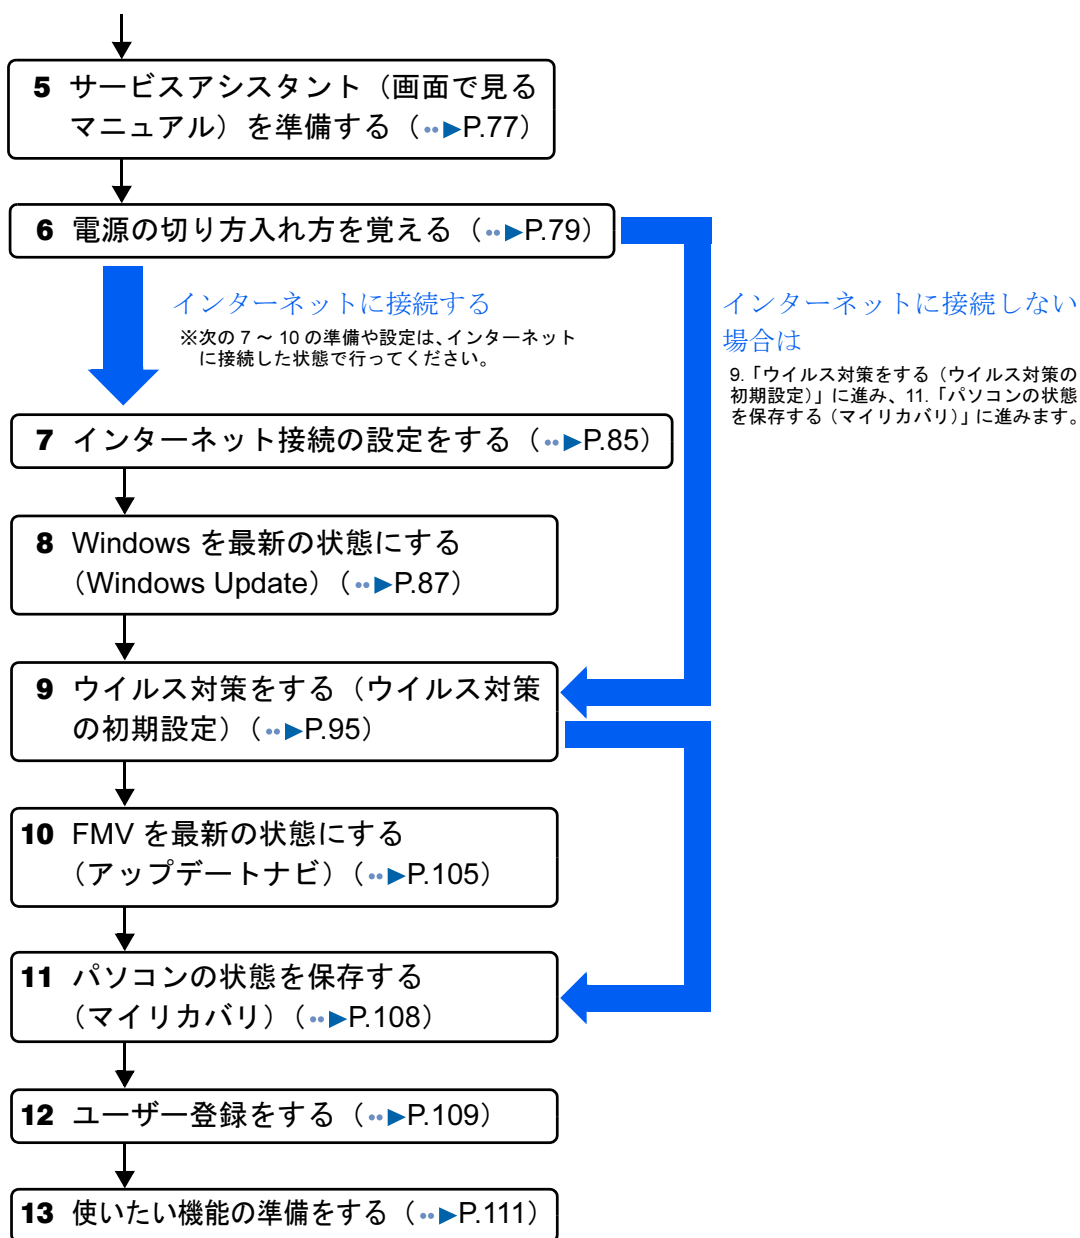 5 サービスアシスタント（画面で見る
マニュアル）を準備する（••▶P.77）
6 電源の切り方入れ方を覚える（••▶P.79）
インターネットに接続する
※次の 7 ～ 10 の準備や設定は、インターネット
に接続した状態で行ってください。
インターネットに接続しない
場合は
9.「ウイルス対策をする（ウイルス対策の
初期設定）」に進み、11.「パソコンの状態
を保存する（マイリカバリ）」に進みます。
7 インターネット接続の設定をする（••▶P.85）
8 Windows を最新の状態にする
（Windows Update）（••▶P.87）
9 ウイルス対策をする（ウイルス対策
の初期設定）（••▶P.95）
10 FMV を最新の状態にする
（アップデートナビ）（••▶P.105）
11 パソコンの状態を保存する
（マイリカバリ）（••▶P.108）
12 ユーザー登録をする（••▶P.109）
13 使いたい機能の準備をする（••▶P.111）